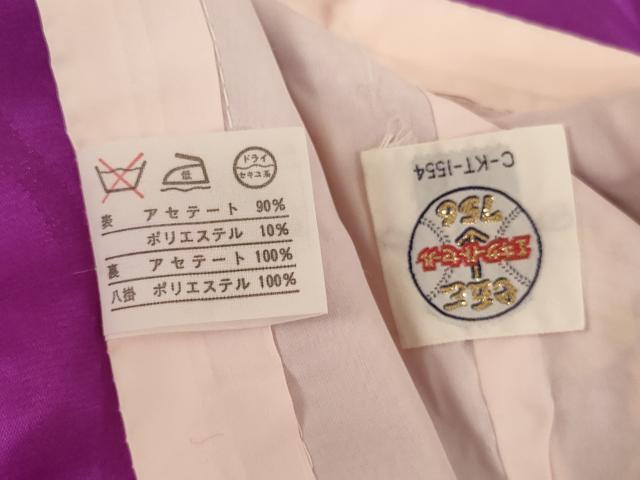 低
ドライ
セキユ系
表 アセテート 90%
ポリエステル 10%
裏 アセテート 100%
八掛 ポリエステル 100%
C-KT-1554
756